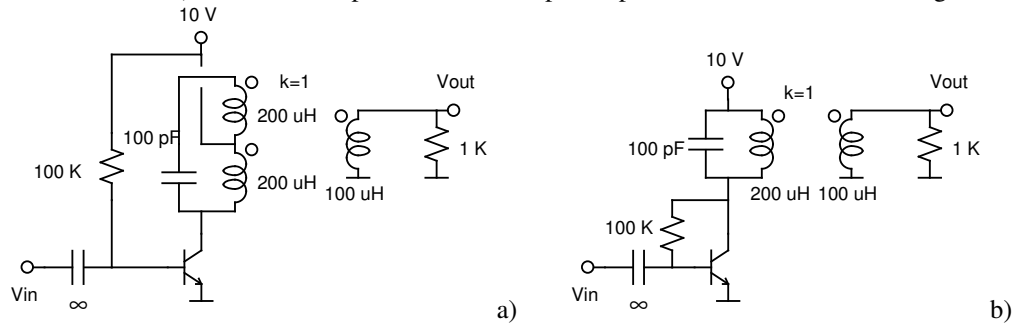 10 V
k=1
200 uH
100 pF
200 uH
100 K
100 uH
Vout
1 K
Vin
∞
a)
10 V
k=1
Vout
100 pF
1 K
200 uH
100 uH
100 K
Vin
∞
b)